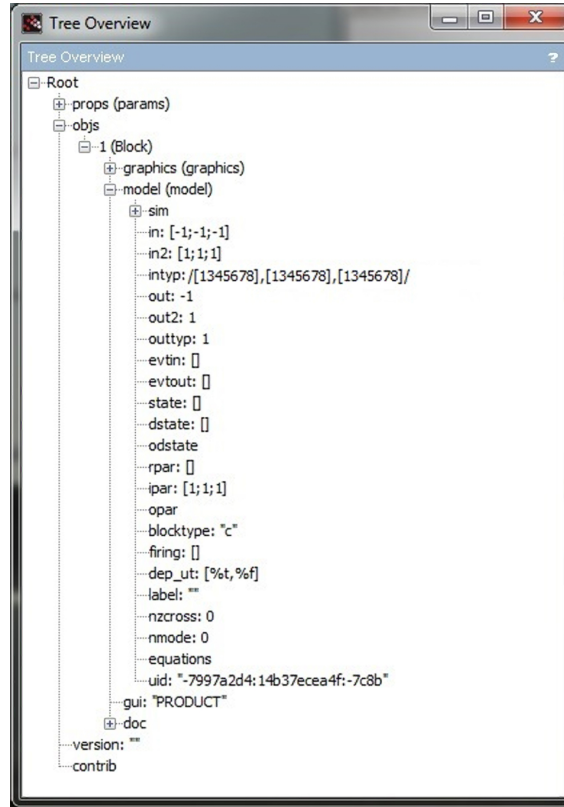 Tree Overview
Tree Overview ?
Root
props (params)
objs
1 (Block)
graphics (graphics)
model (model)
sim
in: [-1;-1;-1]
in2: [1;1;1]
intyp:/[1345678],[1345678],[1345678]/
out: -1
out2: 1
outtyp: 1
evtin: []
evtout: []
state: []
dstate: []
odstate
rpar: []
ipar: [1;1;1]
opar
blocktype: "c"
firing: []
dep_ut: [%t,%f]
label: ""
nzcross: 0
nmode: 0
equations
uid: "-7997a2d4:14b37ecea4f:-7c8b"
gui: "PRODUCT"
doc
version: ""
contrib